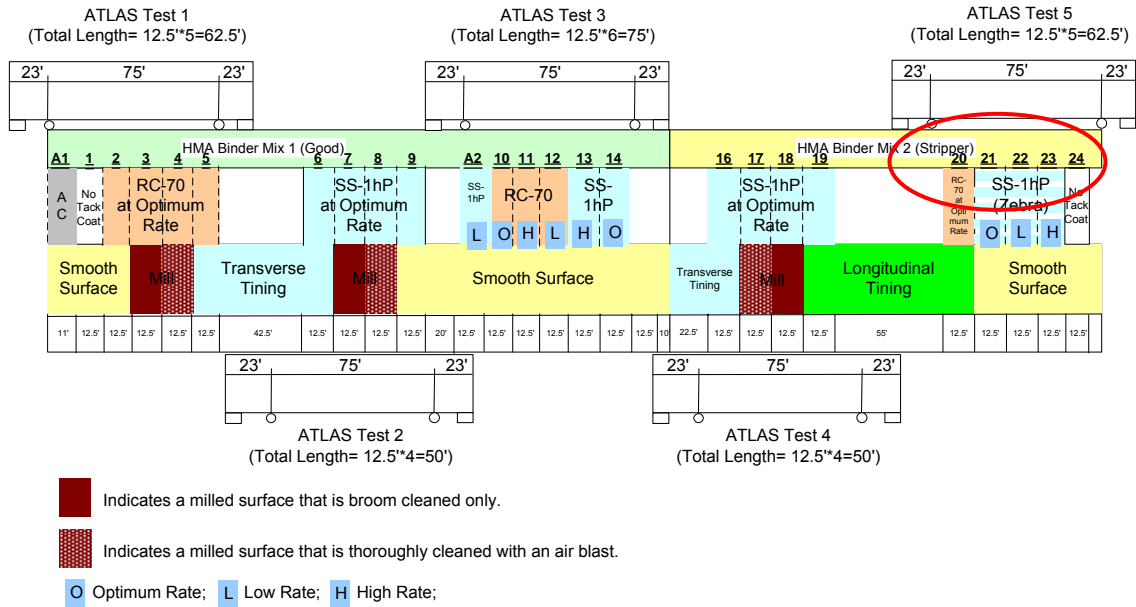 ATLAS Test 1
(Total Length= 12.5'*5=62.5')
ATLAS Test 3
(Total Length= 12.5'*6=75')
ATLAS Test 5
(Total Length= 12.5'*5=62.5')
23' 75' 23'
23' 75' 23'
23' 75' 23'
HMA Binder Mix 1 (Good)
HMA Binder Mix 2 (Stripper)
A1 1 2 3 4 5 6 7 8 9 A2 10 11 12 13 14 16 17 18 19 20 21 22 23 24
A
C
No
Tack
Coat
RC-70
at Optimum
Rate
SS-1hP
at Optimum
Rate
SS-
1hP
RC-70
SS-
1hP
L O H L H O
SS-1hP
at Optimum
Rate
RC-
70
at
Opti
mum
Rate
SS-1hP
(Zebra)
O L H
No
Tack
Coat
Smooth
Surface
Mill
Transverse
Tining
Mill
Smooth Surface
Transverse
Tining
Mill
Longitudinal
Tining
Smooth
Surface
11' 12.5' 12.5' 12.5' 12.5' 12.5' 42.5' 12.5' 12.5' 12.5' 12.5' 20' 12.5' 12.5' 12.5' 12.5' 12.5' 12.5' 10' 22.5' 12.5' 12.5' 12.5' 12.5' 55' 12.5' 12.5' 12.5' 12.5' 12.5'
23' 75' 23'
23' 75' 23'
ATLAS Test 2
(Total Length= 12.5'*4=50')
ATLAS Test 4
(Total Length= 12.5'*4=50')
Indicates a milled surface that is broom cleaned only.
Indicates a milled surface that is thoroughly cleaned with an air blast.
O Optimum Rate; L Low Rate; H High Rate;